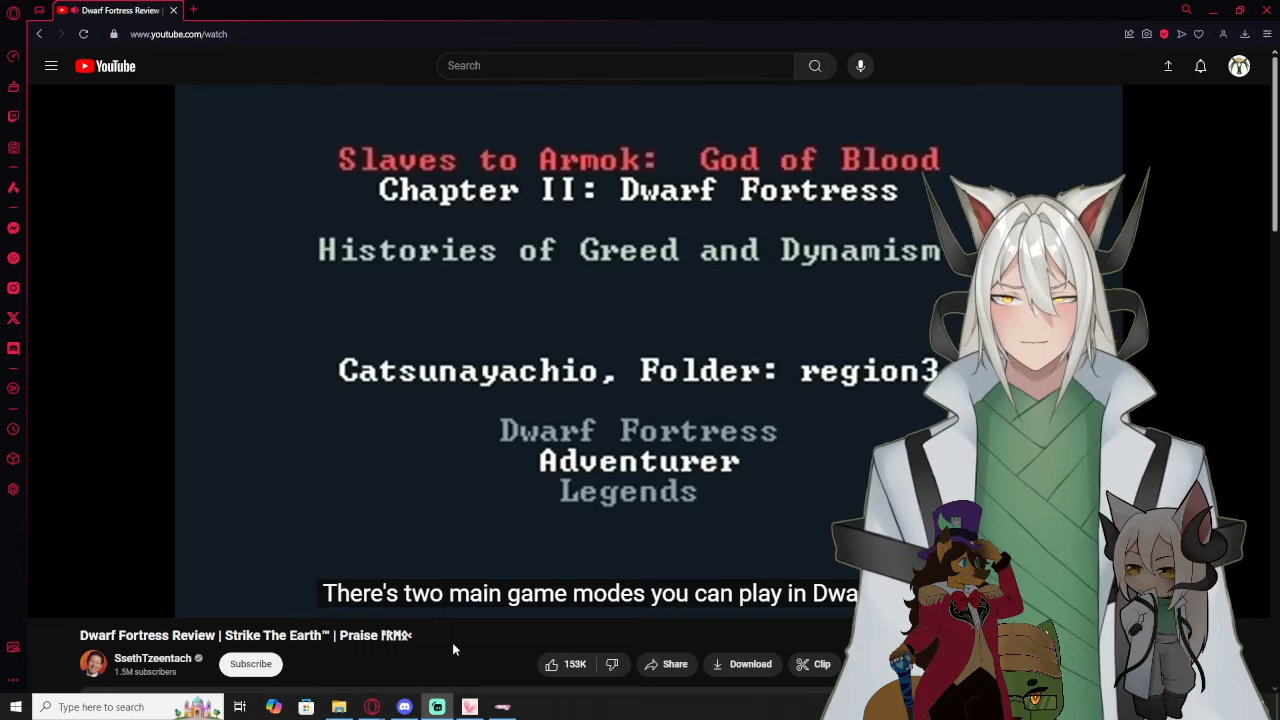 Dwarf Fortress Review |
www.youtube.com/watch
YouTube
Search
Slaves to Armok: God of Blood
Chapter II: Dwarf Fortress
Histories of Greed and Dynamism
Catsunayachio, Folder: region3
Dwarf Fortress
Adventurer
Legends
There's two main game modes you can play in
Dwarf Fortress Review | Strike The Earth™ | Praise
SsethTzeentach
1.5M subscribers
Subscribe
153K
Share
Download
Clip
Type here to search